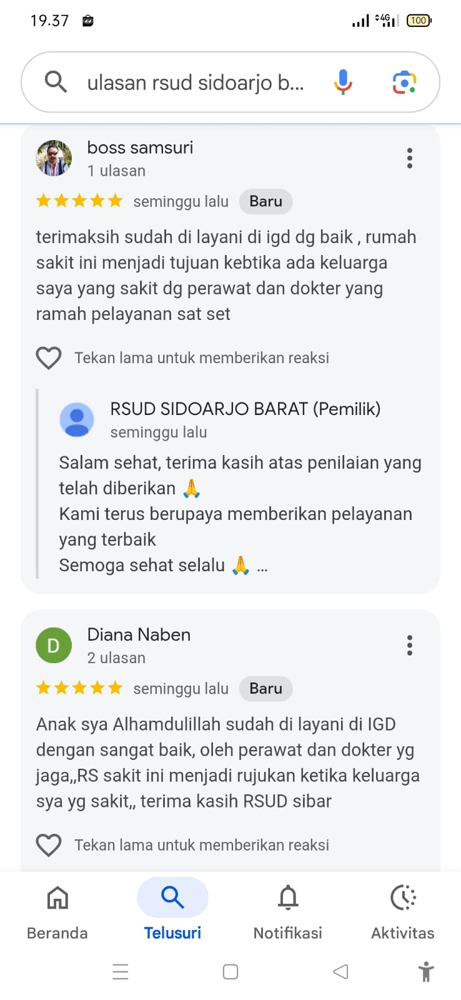 19.37
4G
100
ulasan rsud sidoarjo b...
boss samsuri
1 ulasan
seminggu lalu Baru
terimaksih sudah di layani di igd dg baik , rumah
sakit ini menjadi tujuan kebtika ada keluarga
saya yang sakit dg perawat dan dokter yang
ramah pelayanan sat set
Tekan lama untuk memberikan reaksi
RSUD SIDOARJO BARAT (Pemilik)
seminggu lalu
Salam sehat, terima kasih atas penilaian yang
telah diberikan 🙏
Kami terus berupaya memberikan pelayanan
yang terbaik
Semoga sehat selalu 🙏 ...
D
Diana Naben
2 ulasan
seminggu lalu Baru
Anak sya Alhamdulillah sudah di layani di IGD
dengan sangat baik, oleh perawat dan dokter yg
jaga,,RS sakit ini menjadi rujukan ketika keluarga
sya yg sakit,, terima kasih RSUD sibar
Tekan lama untuk memberikan reaksi
Beranda Telusuri Notifikasi Aktivitas